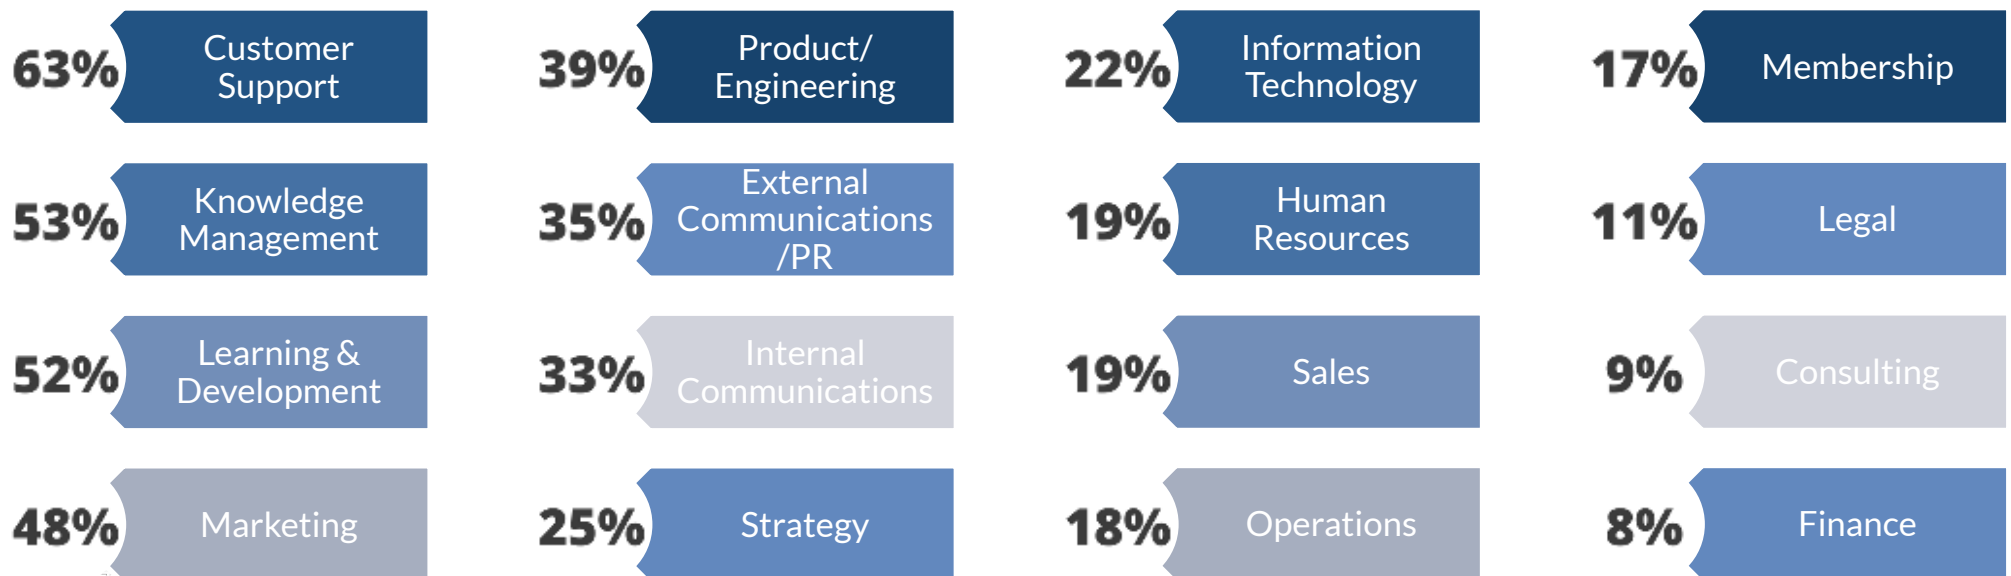 63%
Customer
Support
53%
Knowledge
Management
52%
Learning &
Development
48%
Marketing
39%
Product/
Engineering
35%
External
Communications
/PR
33%
Internal
Communications
25%
Strategy
22%
Information
Technology
19%
Human
Resources
19%
Sales
18%
Operations
17%
Membership
11%
Legal
9%
Consulting
8%
Finance